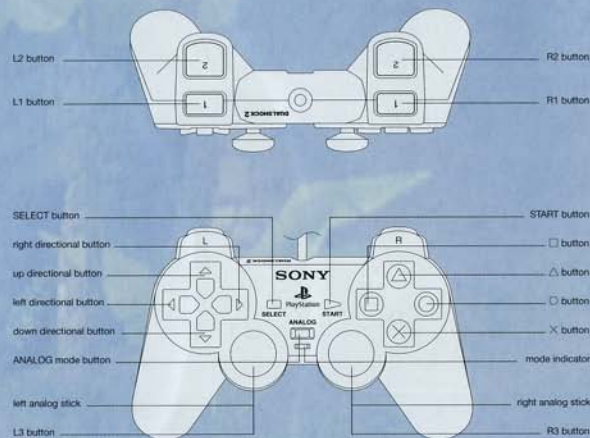 L2 button
R2 button
2
2
L1 button
R1 button
1
1
DUALSHOCK 2
SELECT button
START button
L
R
right directional button
□ button
DUALSHOCK 2
SONY
up directional button
△ button
PlayStation
left directional button
○ button
SELECT
START
ANALOG
down directional button
✕ button
ANALOG mode button
mode indicator
left analog stick
right analog stick
L3 button
R3 button